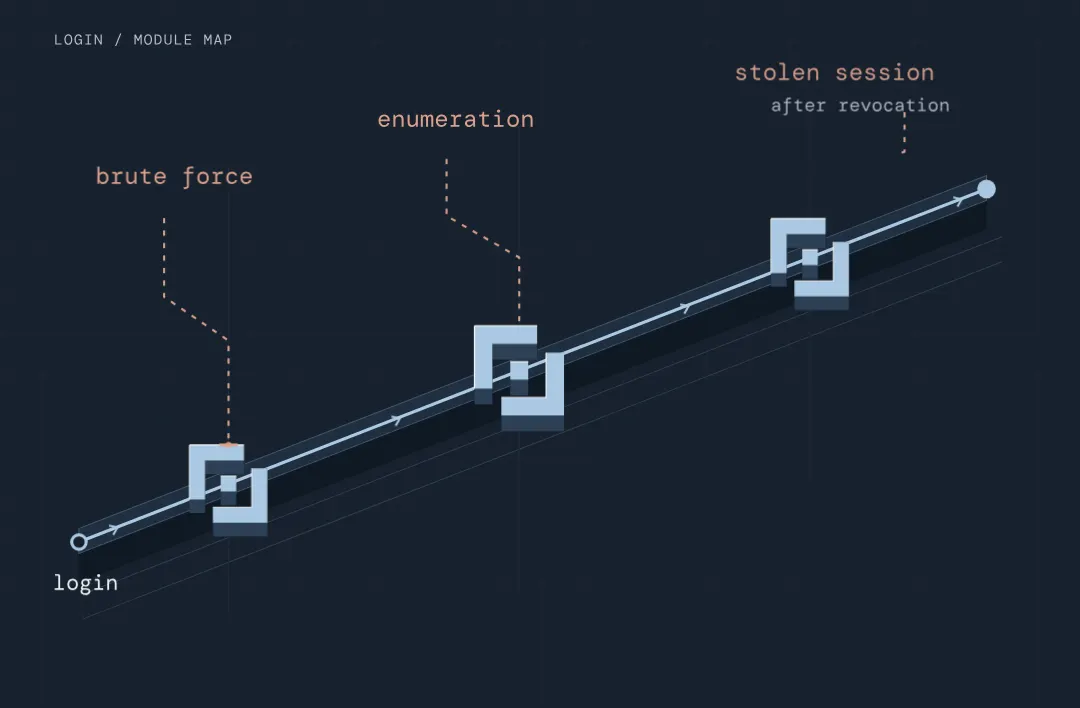 LOGIN / MODULE MAP
stolen session
after revocation
enumeration
brute force
login